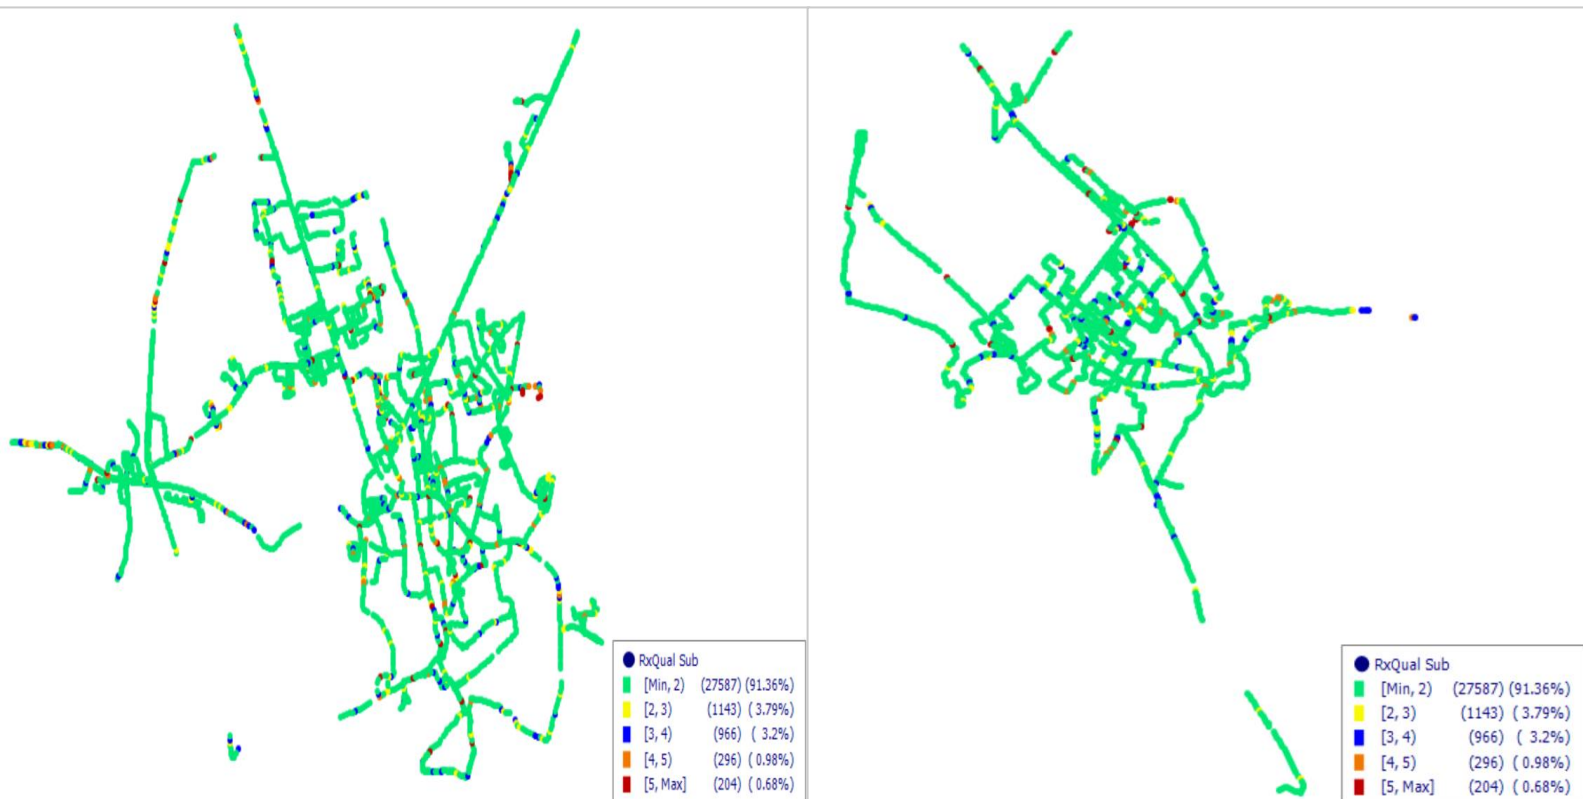 RxQual Sub
[Min, 2) (27587) (91.36%)
[2, 3) (1143) ( 3.79%)
[3, 4) (966) ( 3.2%)
[4, 5) (296) ( 0.98%)
[5, Max] (204) ( 0.68%)
RxQual Sub
[Min, 2) (27587) (91.36%)
[2, 3) (1143) ( 3.79%)
[3, 4) (966) ( 3.2%)
[4, 5) (296) ( 0.98%)
[5, Max] (204) ( 0.68%)